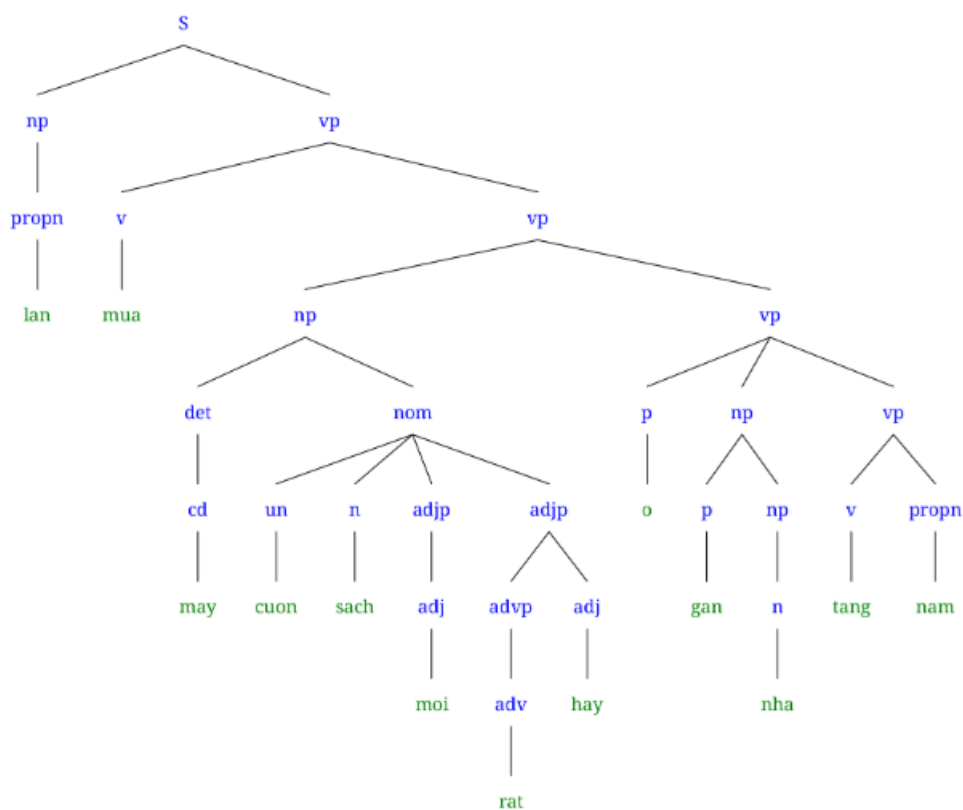 S
np vp
propn v vp
lan mua np vp
det nom p np vp
cd un n adjp adjp o p np v propn
may cuon sach adj advp adj gan n tang nam
moi adv hay nha
rat